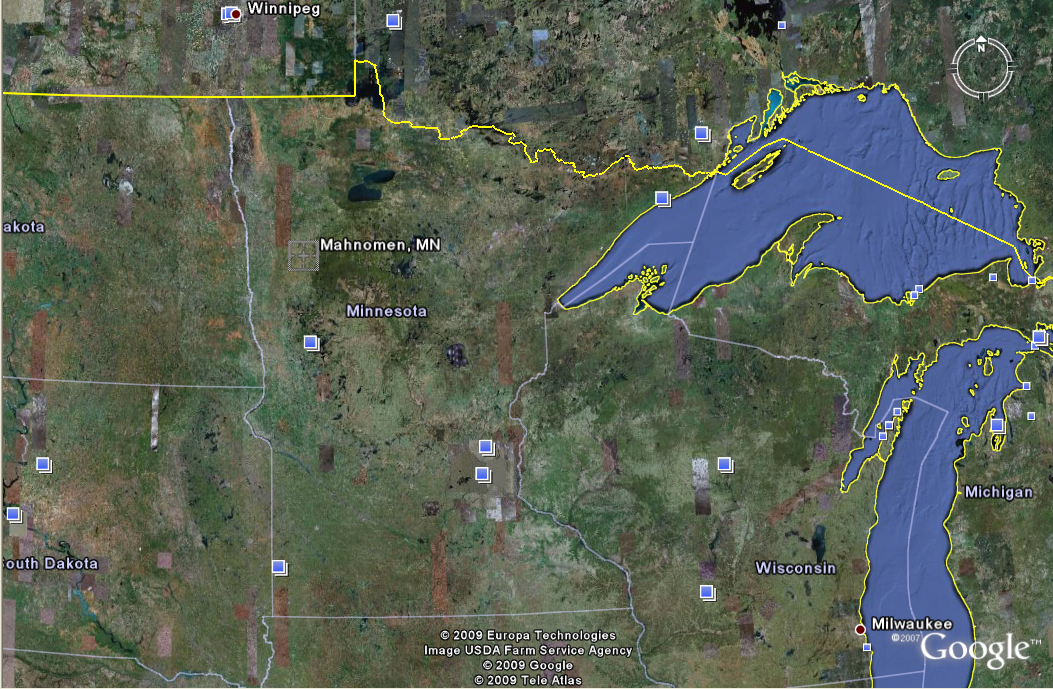 Winnipeg
N
akota
Mahnomen, MN
Minnesota
Michigan
outh Dakota
Wisconsin
Milwaukee
© 2009 Europa Technologies
Image USDA Farm Service Agency
© 2009 Google
© 2009 Tele Atlas
©2007 Google™